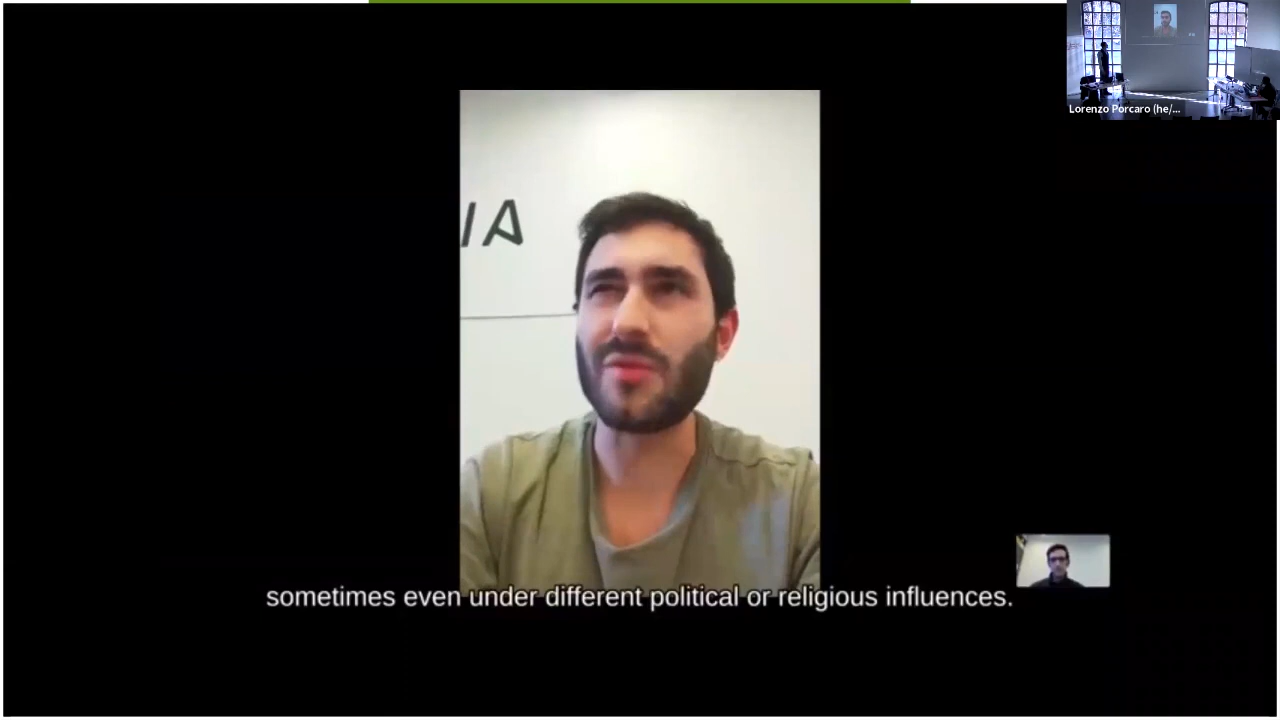 Lorenzo Porcaro (he/...
IA
sometimes even under different political or religious influences.